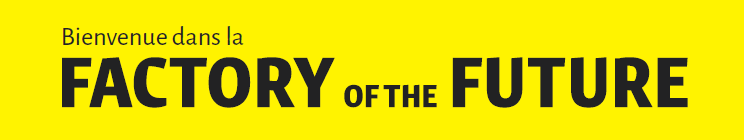 Bienvenue dans la
FACTORY OF THE FUTURE